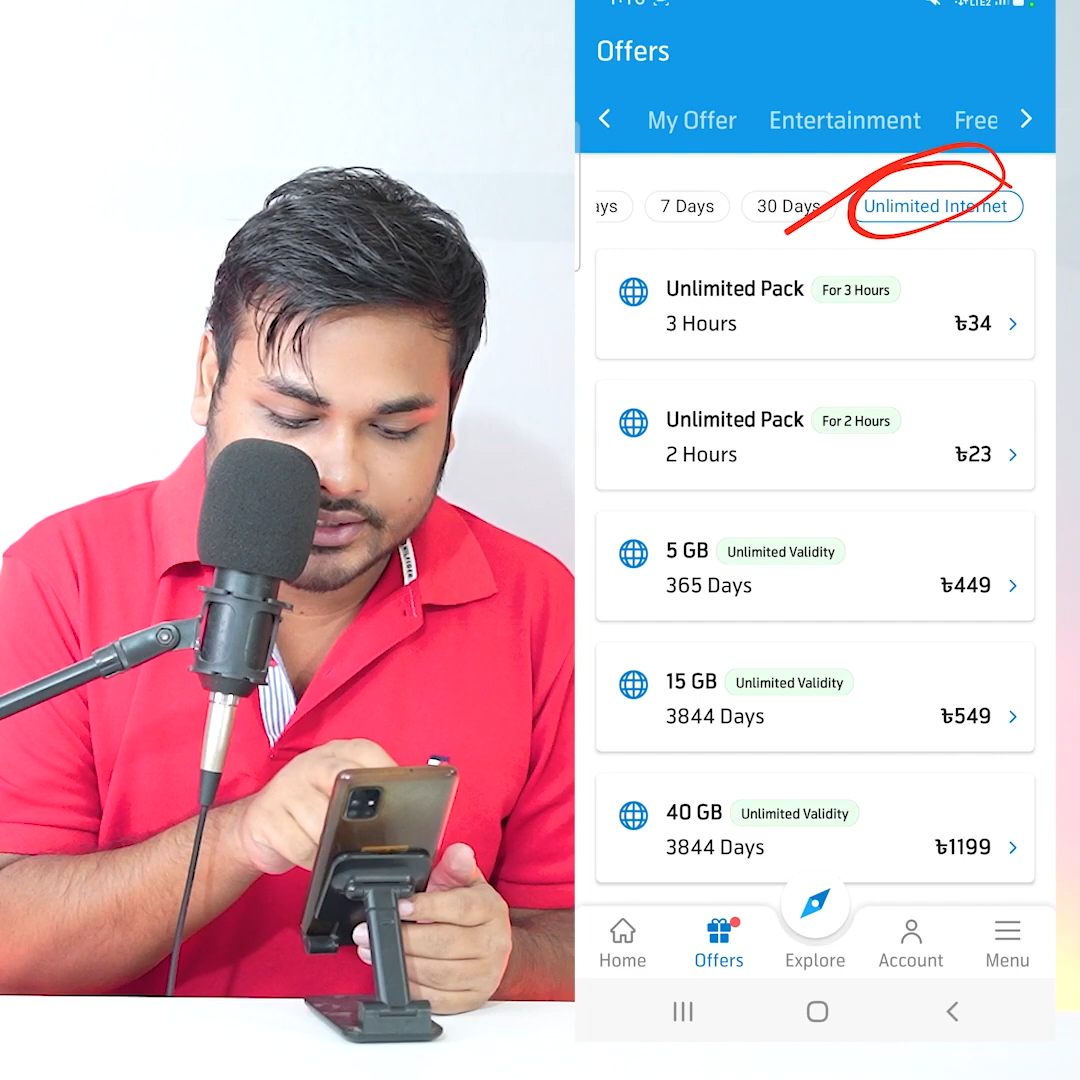 Offers
My Offer Entertainment Free
ays 7 Days 30 Days Unlimited Internet
Unlimited Pack For 3 Hours
3 Hours ৳34
Unlimited Pack For 2 Hours
2 Hours ৳23
5 GB Unlimited Validity
365 Days ৳449
15 GB Unlimited Validity
3844 Days ৳549
40 GB Unlimited Validity
3844 Days ৳1199
Home Offers Explore Account Menu
HILFIGER